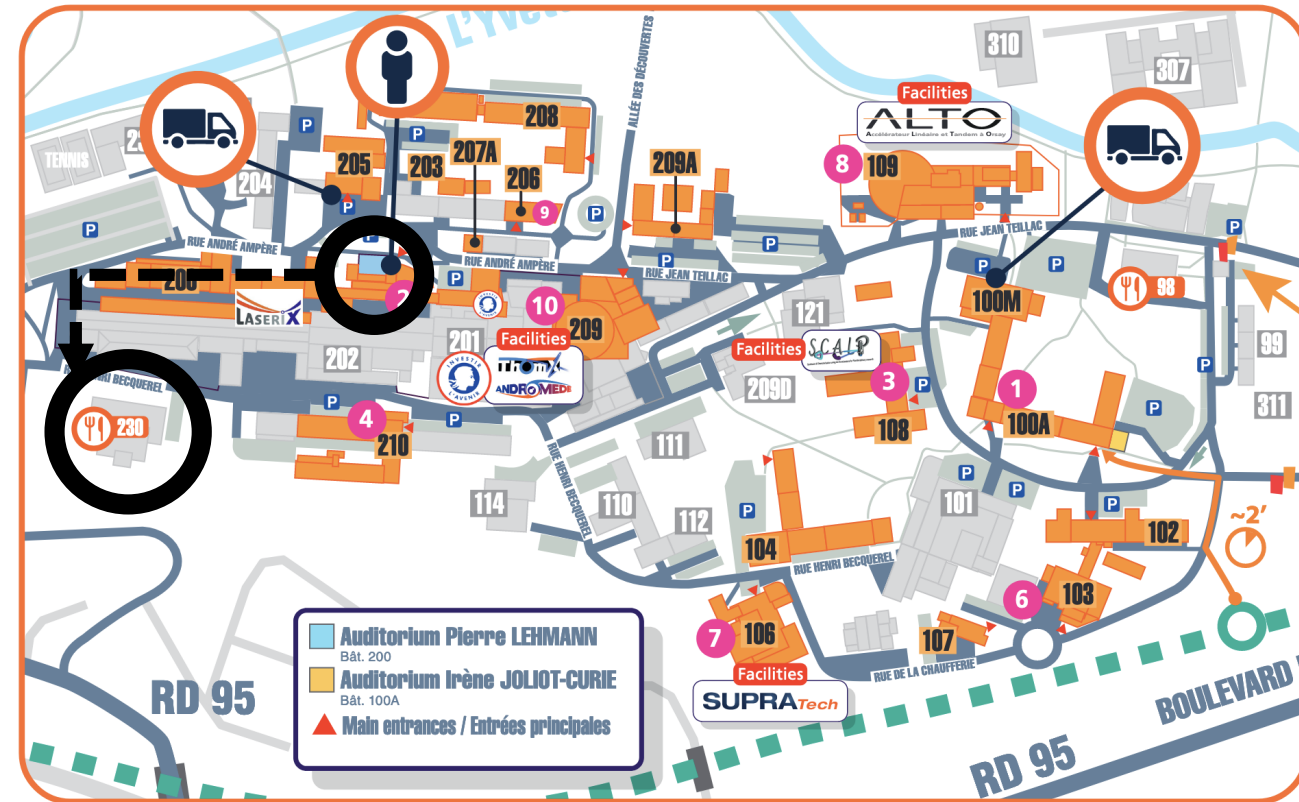 L'Yvette
ALLÉE DES DÉCOUVERTES
310
307
Facilities
ALTO
Accélérateur Linéaire et Tandem à Orsay
208
P
P
TENNIS
205
203
207A
204
206
209A
8
109
P
9
P
P
P
RUE ANDRÉ AMPÈRE
RUE ANDRÉ AMPÈRE
RUE JEAN TEILLAC
P
RUE JEAN TEILLAC
P
P
P
P
98
LASERIX
2
10
209
121
100M
201
Facilities
Facilities
SCALP
99
202
INVESTIR
L'AVENIR
ThomX
ANDROMEDE
209D
3
P
P
1
311
RUE HENRI BECQUEREL
230
P
4
P
210
108
100A
P
111
RUE HENRI BECQUEREL
114
110
112
P
101
P
P
P
102
~2'
104
RUE HENRI BECQUEREL
103
6
7
106
107
Facilities
SUPRATech
RUE DE LA CHAUFFERIE
Auditorium Pierre LEHMANN
Bât. 200
Auditorium Irène JOLIOT-CURIE
Bât. 100A
Main entrances / Entrées principales
RD 95
BOULEVARD
RD 95